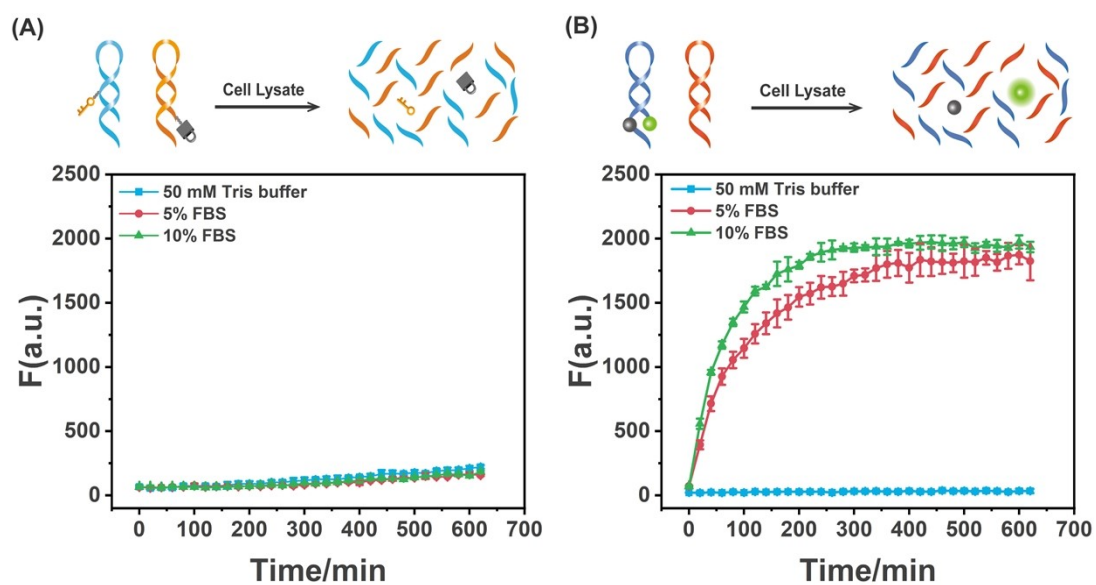 (A)
Cell Lysate
2500
2000
1500
1000
500
0
F(a.u.)
50 mM Tris buffer
5% FBS
10% FBS
0 100 200 300 400 500 600 700
Time/min
(B)
Cell Lysate
2500
2000
1500
1000
500
0
F(a.u.)
50 mM Tris buffer
5% FBS
10% FBS
0 100 200 300 400 500 600 700
Time/min